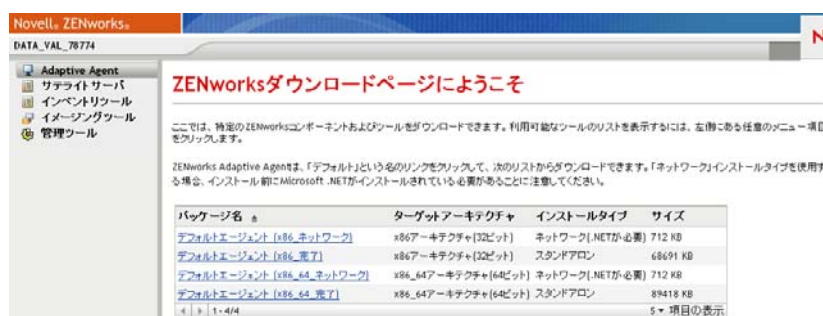 Novell® ZENworks®
N
DATA_VAL_78774
Adaptive Agent
サテライトサーバ
インベントリツール
イメージングツール
管理ツール
ZENworksダウンロードページにようこそ
ここでは、特定のZENworksコンポーネントおよびツールをダウンロードできます。利用可能なツールのリストを表示するには、左側にある任意のメニュー項目
をクリックします。
ZENworks Adaptive Agentは、「デフォルト」という名のリンクをクリックして、次のリストからダウンロードできます。「ネットワーク」インストールタイプを使用す
る場合、インストール前にMicrosoft .NETがインストールされている必要があることに注意してください。
パッケージ名 ターゲットアーキテクチャ インストールタイプ サイズ
デフォルトエージェント (x86_ネットワーク) x86アーキテクチャ(32ビット) ネットワーク(.NETが必要) 712 KB
デフォルトエージェント (x86_完了) x86アーキテクチャ(32ビット) スタンドアロン 68691 KB
デフォルトエージェント (x86_64_ネットワーク) x86_64アーキテクチャ(64ビット) ネットワーク(.NETが必要) 712 KB
デフォルトエージェント (x86_64_完了) x86_64アーキテクチャ(64ビット) スタンドアロン 89418 KB
1 - 4/4 5 項目の表示